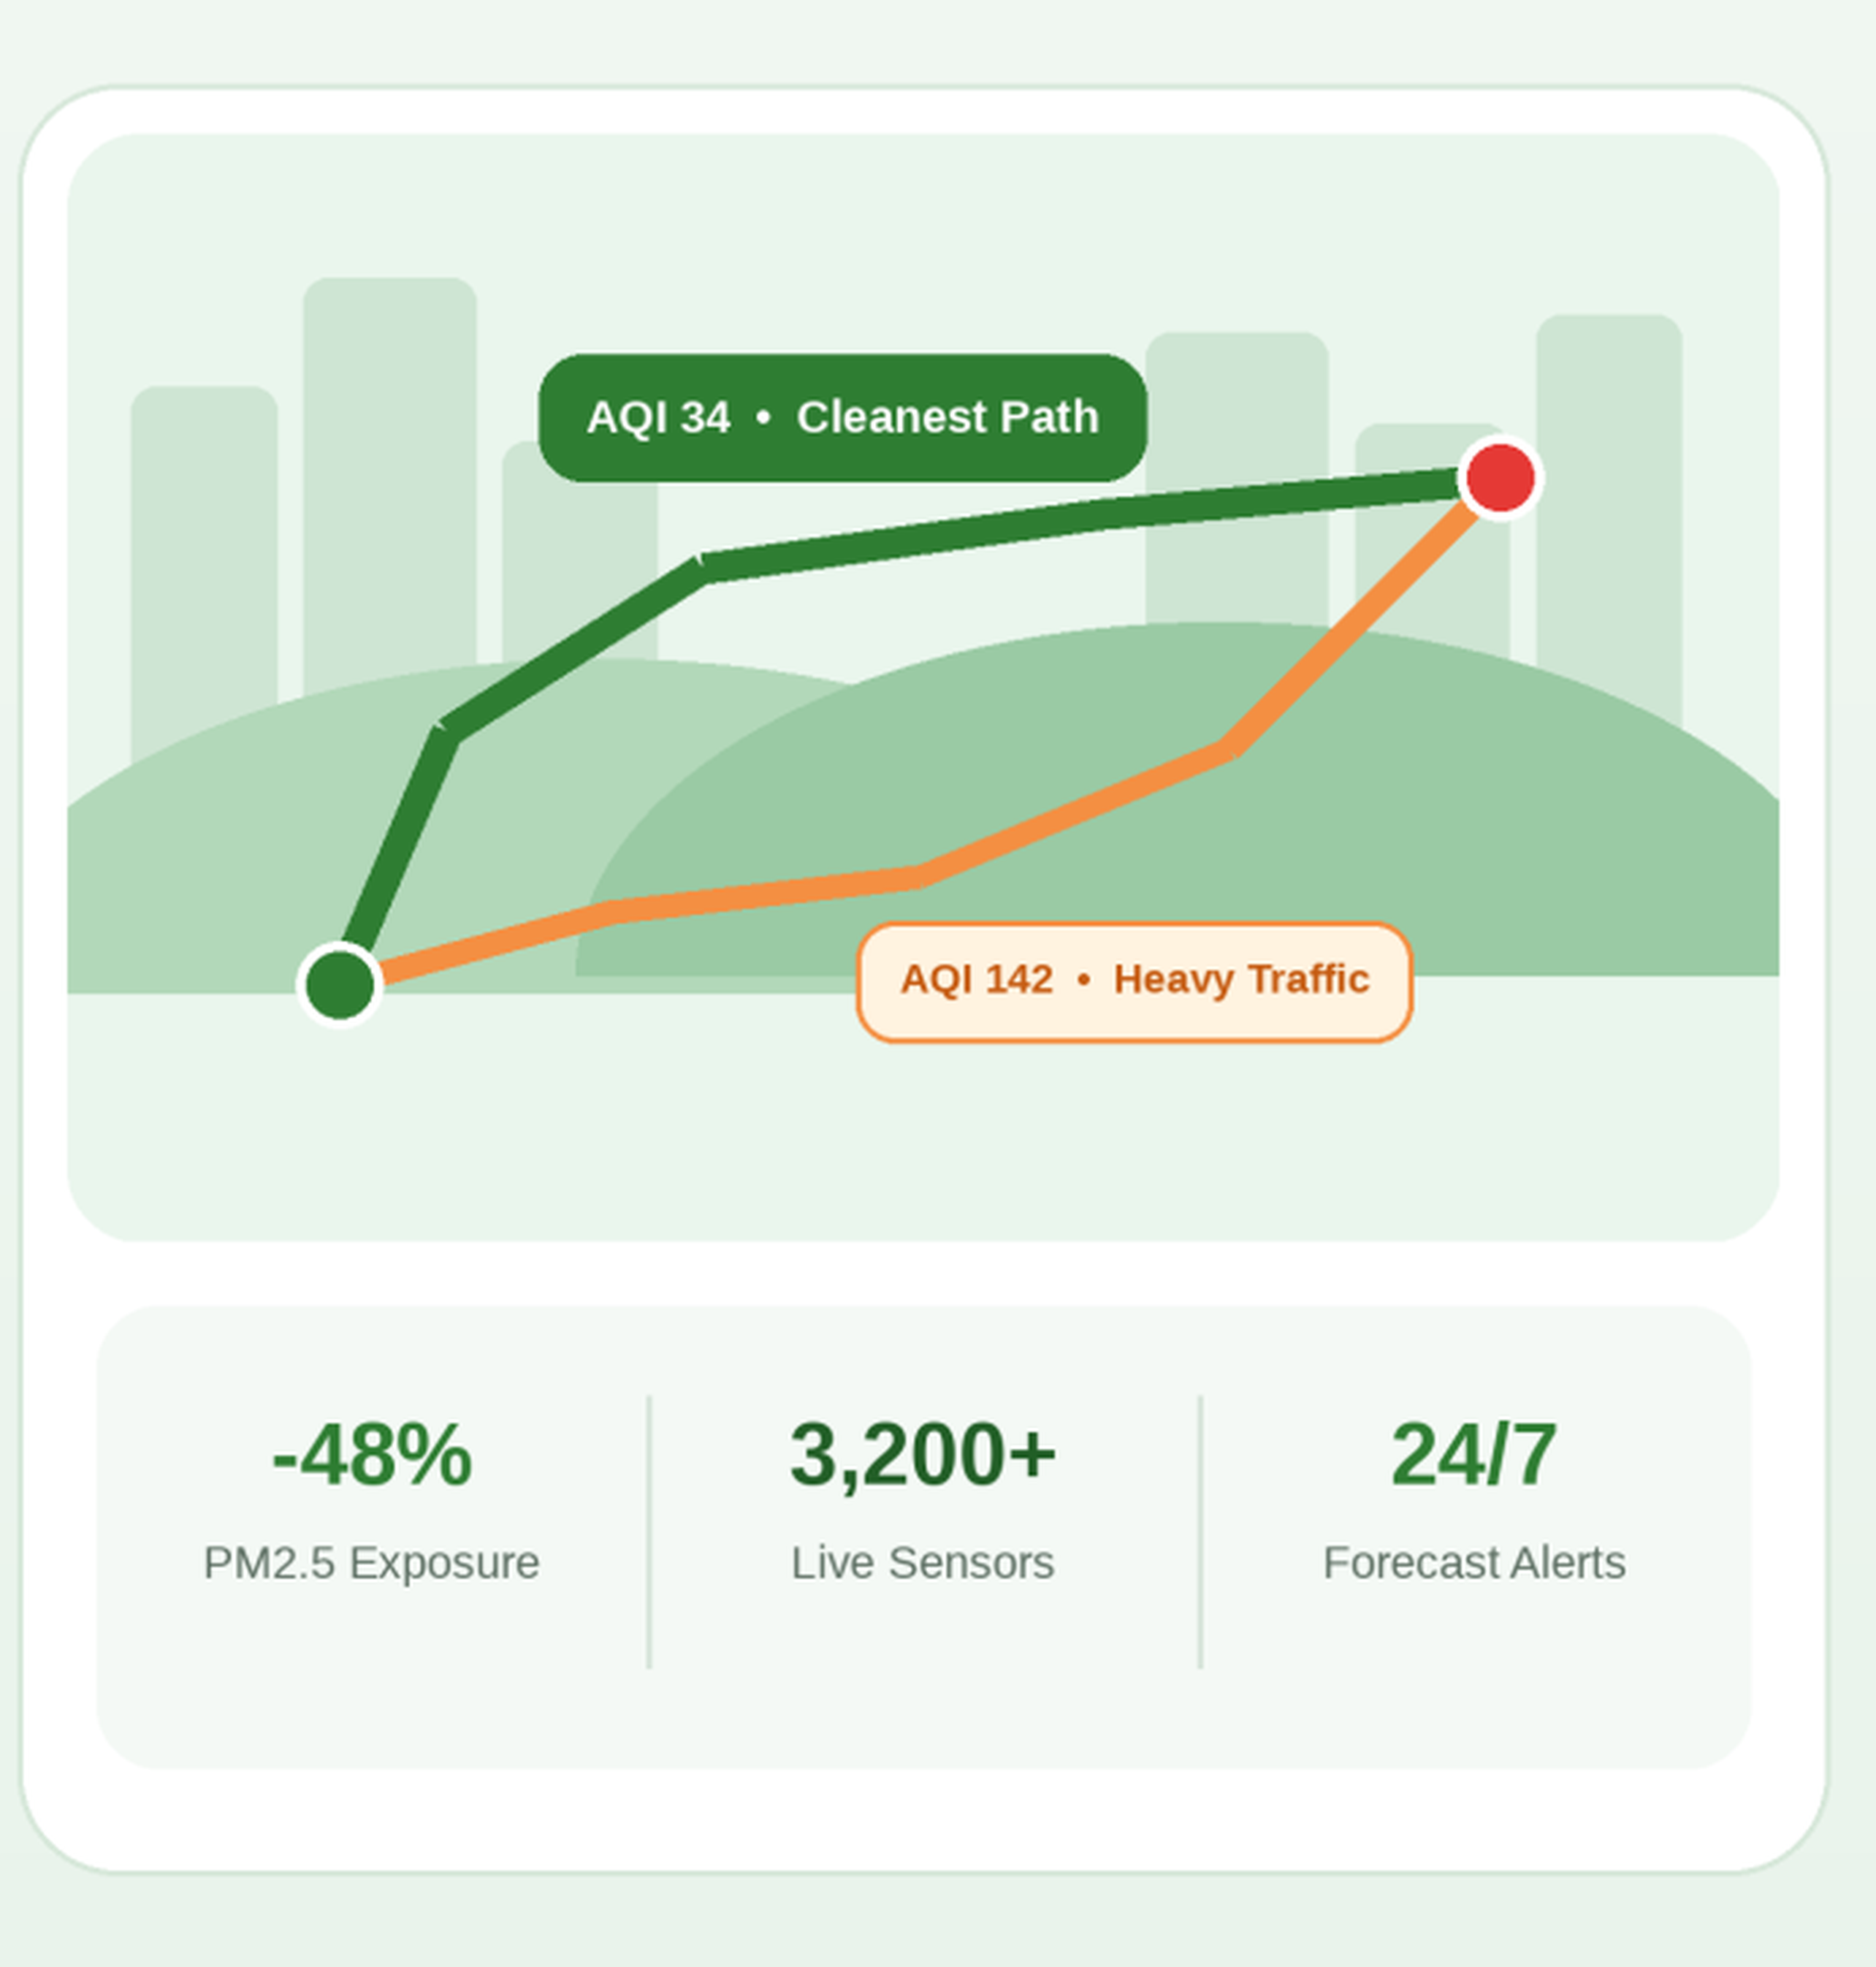 AQI 34 • Cleanest Path
AQI 142 • Heavy Traffic
-48%
PM2.5 Exposure
3,200+
Live Sensors
24/7
Forecast Alerts